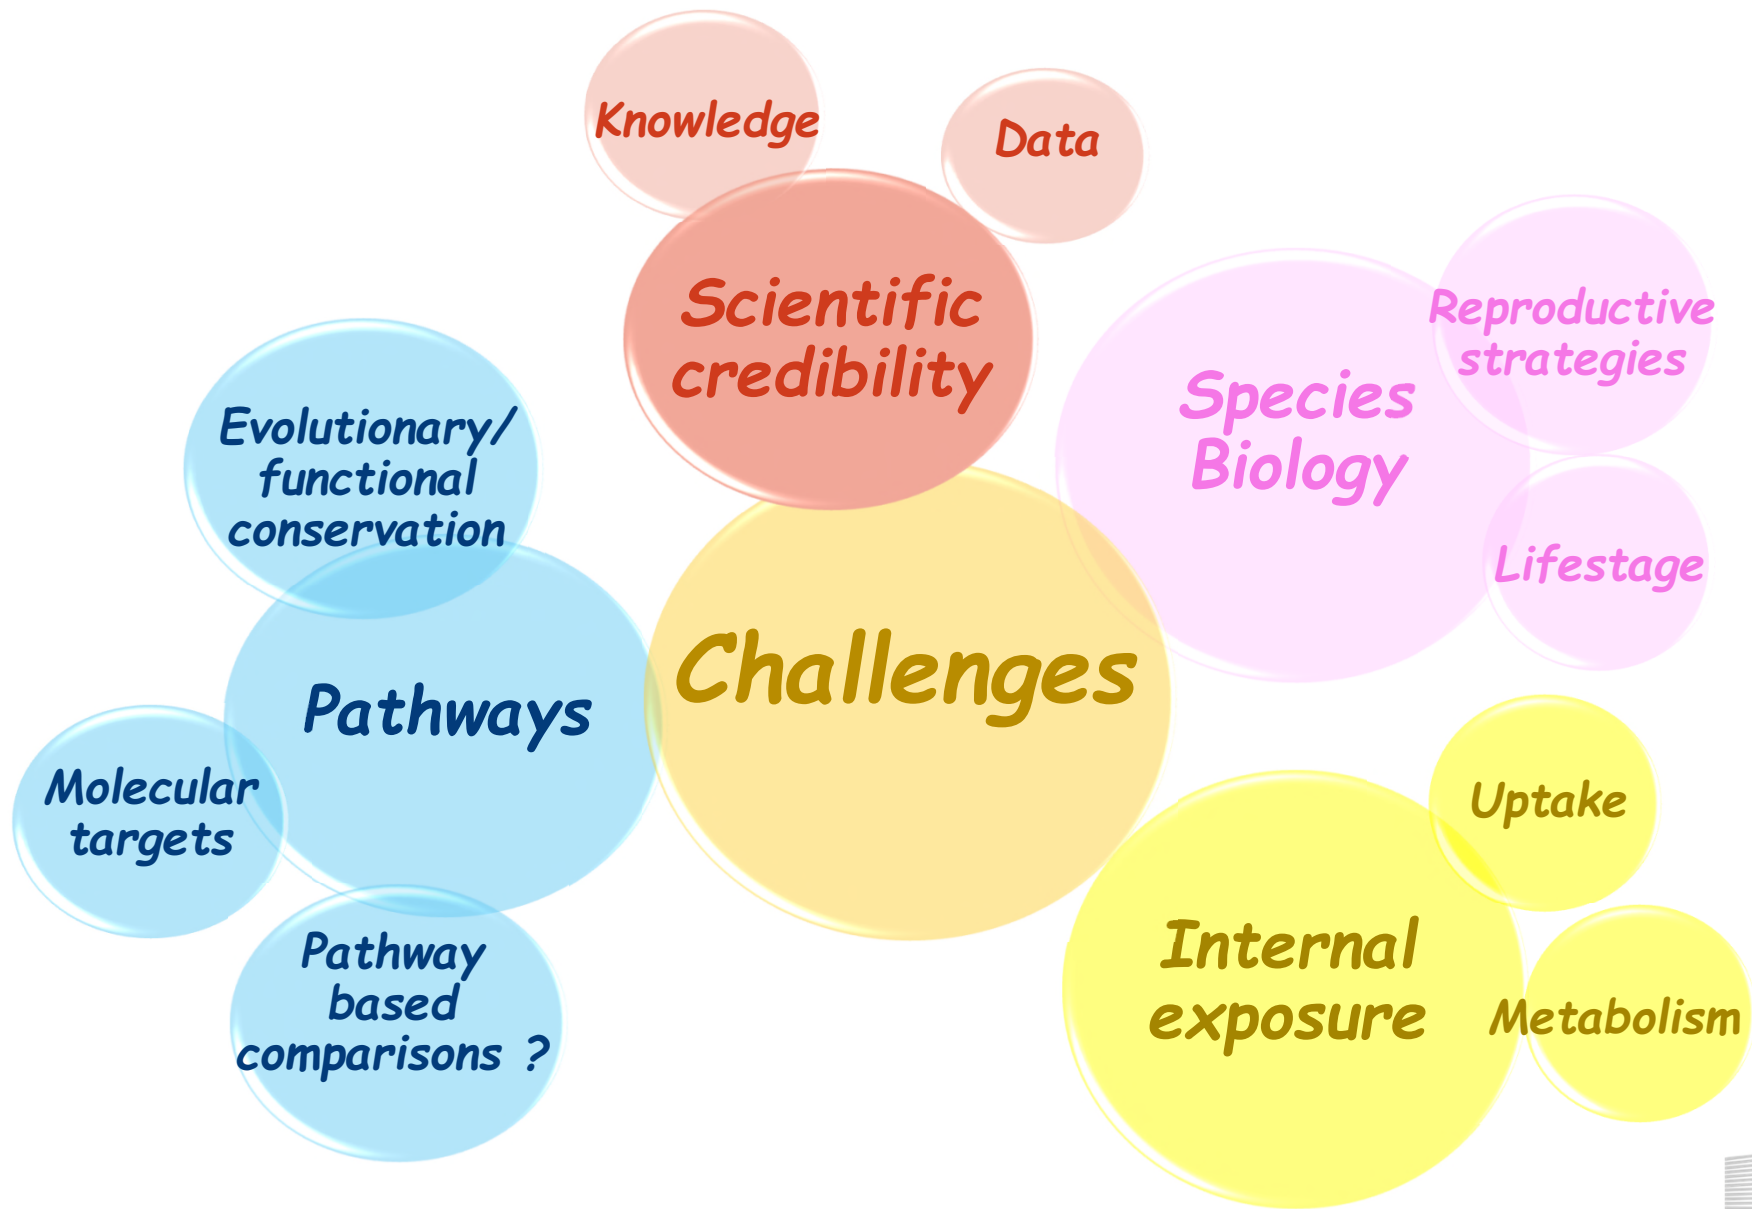 Knowledge
Data
Scientific
credibility
Reproductive
strategies
Species
Biology
Lifestage
Evolutionary/
functional
conservation
Pathways
Challenges
Molecular
targets
Uptake
Pathway
based
comparisons ?
Internal
exposure
Metabolism